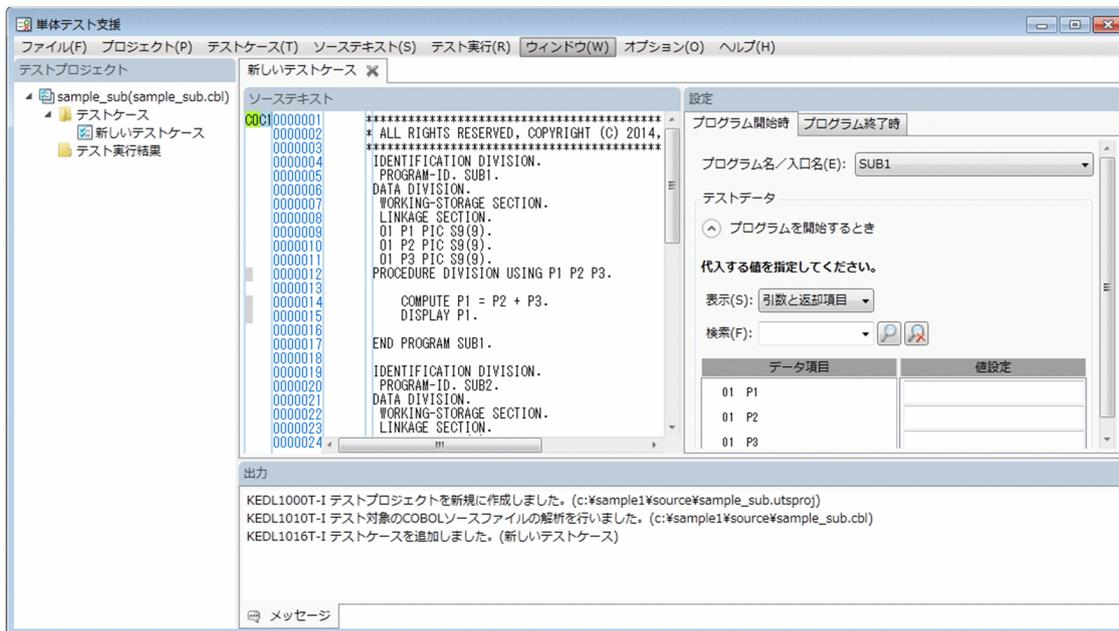 単体テスト支援
ファイル(F) プロジェクト(P) テストケース(T) ソーステキスト(S) テスト実行(R) ウィンドウ(W) オプション(O) ヘルプ(H)
テストプロジェクト
sample_sub(sample_sub.cbl)
テストケース
新しいテストケース
テスト実行結果
新しいテストケース
ソーステキスト
C0C1
0000001 ******************************************
0000002 * ALL RIGHTS RESERVED, COPYRIGHT (C) 2014,
0000003 ******************************************
0000004 IDENTIFICATION DIVISION.
0000005 PROGRAM-ID. SUB1.
0000006 DATA DIVISION.
0000007 WORKING-STORAGE SECTION.
0000008 LINKAGE SECTION.
0000009 01 P1 PIC S9(9).
0000010 01 P2 PIC S9(9).
0000011 01 P3 PIC S9(9).
0000012 PROCEDURE DIVISION USING P1 P2 P3.
0000013
0000014 COMPUTE P1 = P2 + P3.
0000015 DISPLAY P1.
0000016
0000017 END PROGRAM SUB1.
0000018
0000019 IDENTIFICATION DIVISION.
0000020 PROGRAM-ID. SUB2.
0000021 DATA DIVISION.
0000022 WORKING-STORAGE SECTION.
0000023 LINKAGE SECTION.
0000024
設定
プログラム開始時 プログラム終了時
プログラム名/入口名(E): SUB1
テストデータ
プログラムを開始するとき
代入する値を指定してください。
表示(S): 引数と返却項目
検索(F):
データ項目 値設定
01 P1
01 P2
01 P3
出力
KEDL1000T-I テストプロジェクトを新規に作成しました。(c:¥sample1¥source¥sample_sub.utsproj)
KEDL1010T-I テスト対象のCOBOLソースファイルの解析を行いました。(c:¥sample1¥source¥sample_sub.cbl)
KEDL1016T-I テストケースを追加しました。(新しいテストケース)
メッセージ